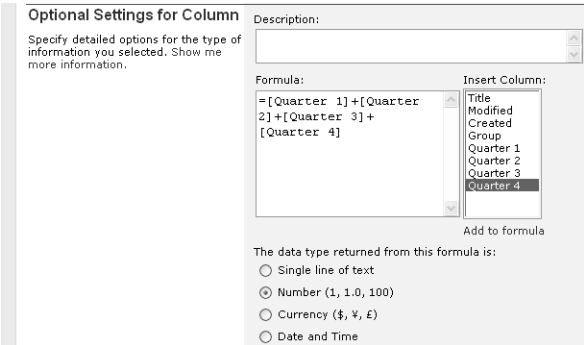 Optional Settings for Column
Specify detailed options for the type of
information you selected. Show me
more information.
Description:
Formula:
=[Quarter 1]+[Quarter
2]+[Quarter 3]+
[Quarter 4]
Insert Column:
Title
Modified
Created
Group
Quarter 1
Quarter 2
Quarter 3
Quarter 4
Add to formula
The data type returned from this formula is:
Single line of text
Number (1, 1.0, 100)
Currency ($, ¥, £)
Date and Time